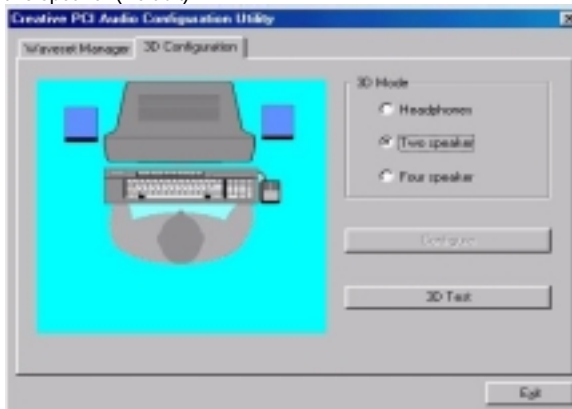 Creative PCI Audio Configuration Utility
Waveset Manager
3D Configuration
3D Mode
Headphones
Two speaker
Four speaker
Configure
3D Test
Exit